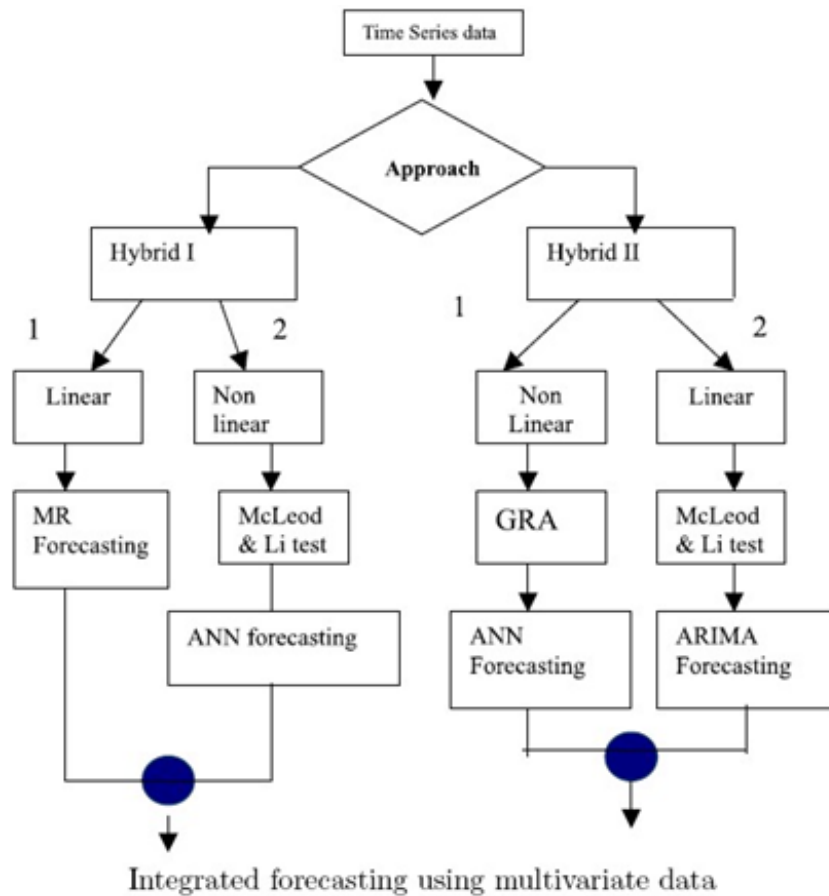 Time Series data
Approach
Hybrid I
Hybrid II
1
2
1
2
Linear
Non
linear
Non
Linear
Linear
MR
Forecasting
McLeod
& Li test
GRA
McLeod
& Li test
ANN forecasting
ANN
Forecasting
ARIMA
Forecasting
Integrated forecasting using multivariate data